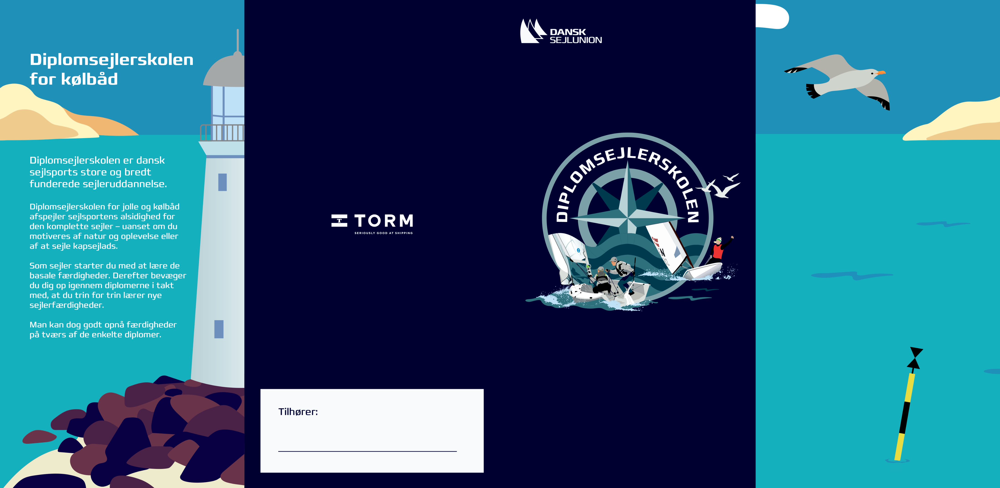 Diplomsejlerskolen
for kølbåd
Diplomsejlerskolen er dansk
sejlsports store og bredt
funderede sejleruddannelse.
Diplomsejlerskolen for jolle og kølbåd
afspejler sejlsportens alsidighed for
den komplette sejler – uanset om du
motiveres af natur og oplevelse eller
af at sejle kapsejlads.
Som sejler starter du med at lære de
basale færdigheder. Derefter bevæger
du dig op igennem diplomerne i takt
med, at du trin for trin lærer nye
sejlerfærdigheder.
Man kan dog godt opnå færdigheder
på tværs af de enkelte diplomer.
T TORM
SERIOUSLY GOOD AT SHIPPING
Tilhører:
DANSK
SEJLUNION
DIPLOMSEJLERSKOLEN